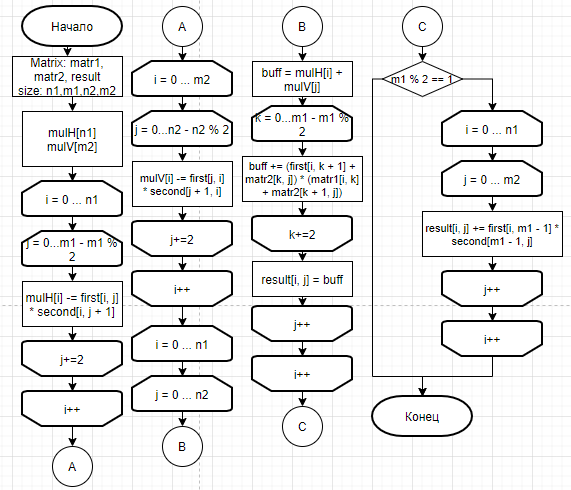 Начало
Matrix: matr1,
matr2, result
size: n1,m1,n2,m2
mulH[n1]
mulV[m2]
i = 0 ... n1
j = 0...m1 - m1 %
2
mulH[i] -= first[i, j]
* second[i, j + 1]
j+=2
i++
A
A
i = 0 ... m2
j = 0...n2 - n2 % 2
mulV[i] -= first[j, i]
* second[j + 1, i]
j+=2
i++
i = 0 ... n1
j = 0 ... n2
B
B
buff = mulH[i] +
mulV[j]
k = 0...m1 - m1 %
2
buff += (first[i, k + 1] +
matr2[k, j]) * (matr1[i, k]
+ matr2[k + 1, j])
k+=2
result[i, j] = buff
j++
i++
C
C
m1 % 2 == 1
i = 0 ... n1
j = 0 ... m2
result[i, j] += first[i, m1 - 1] *
second[m1 - 1, j]
j++
i++
Конец